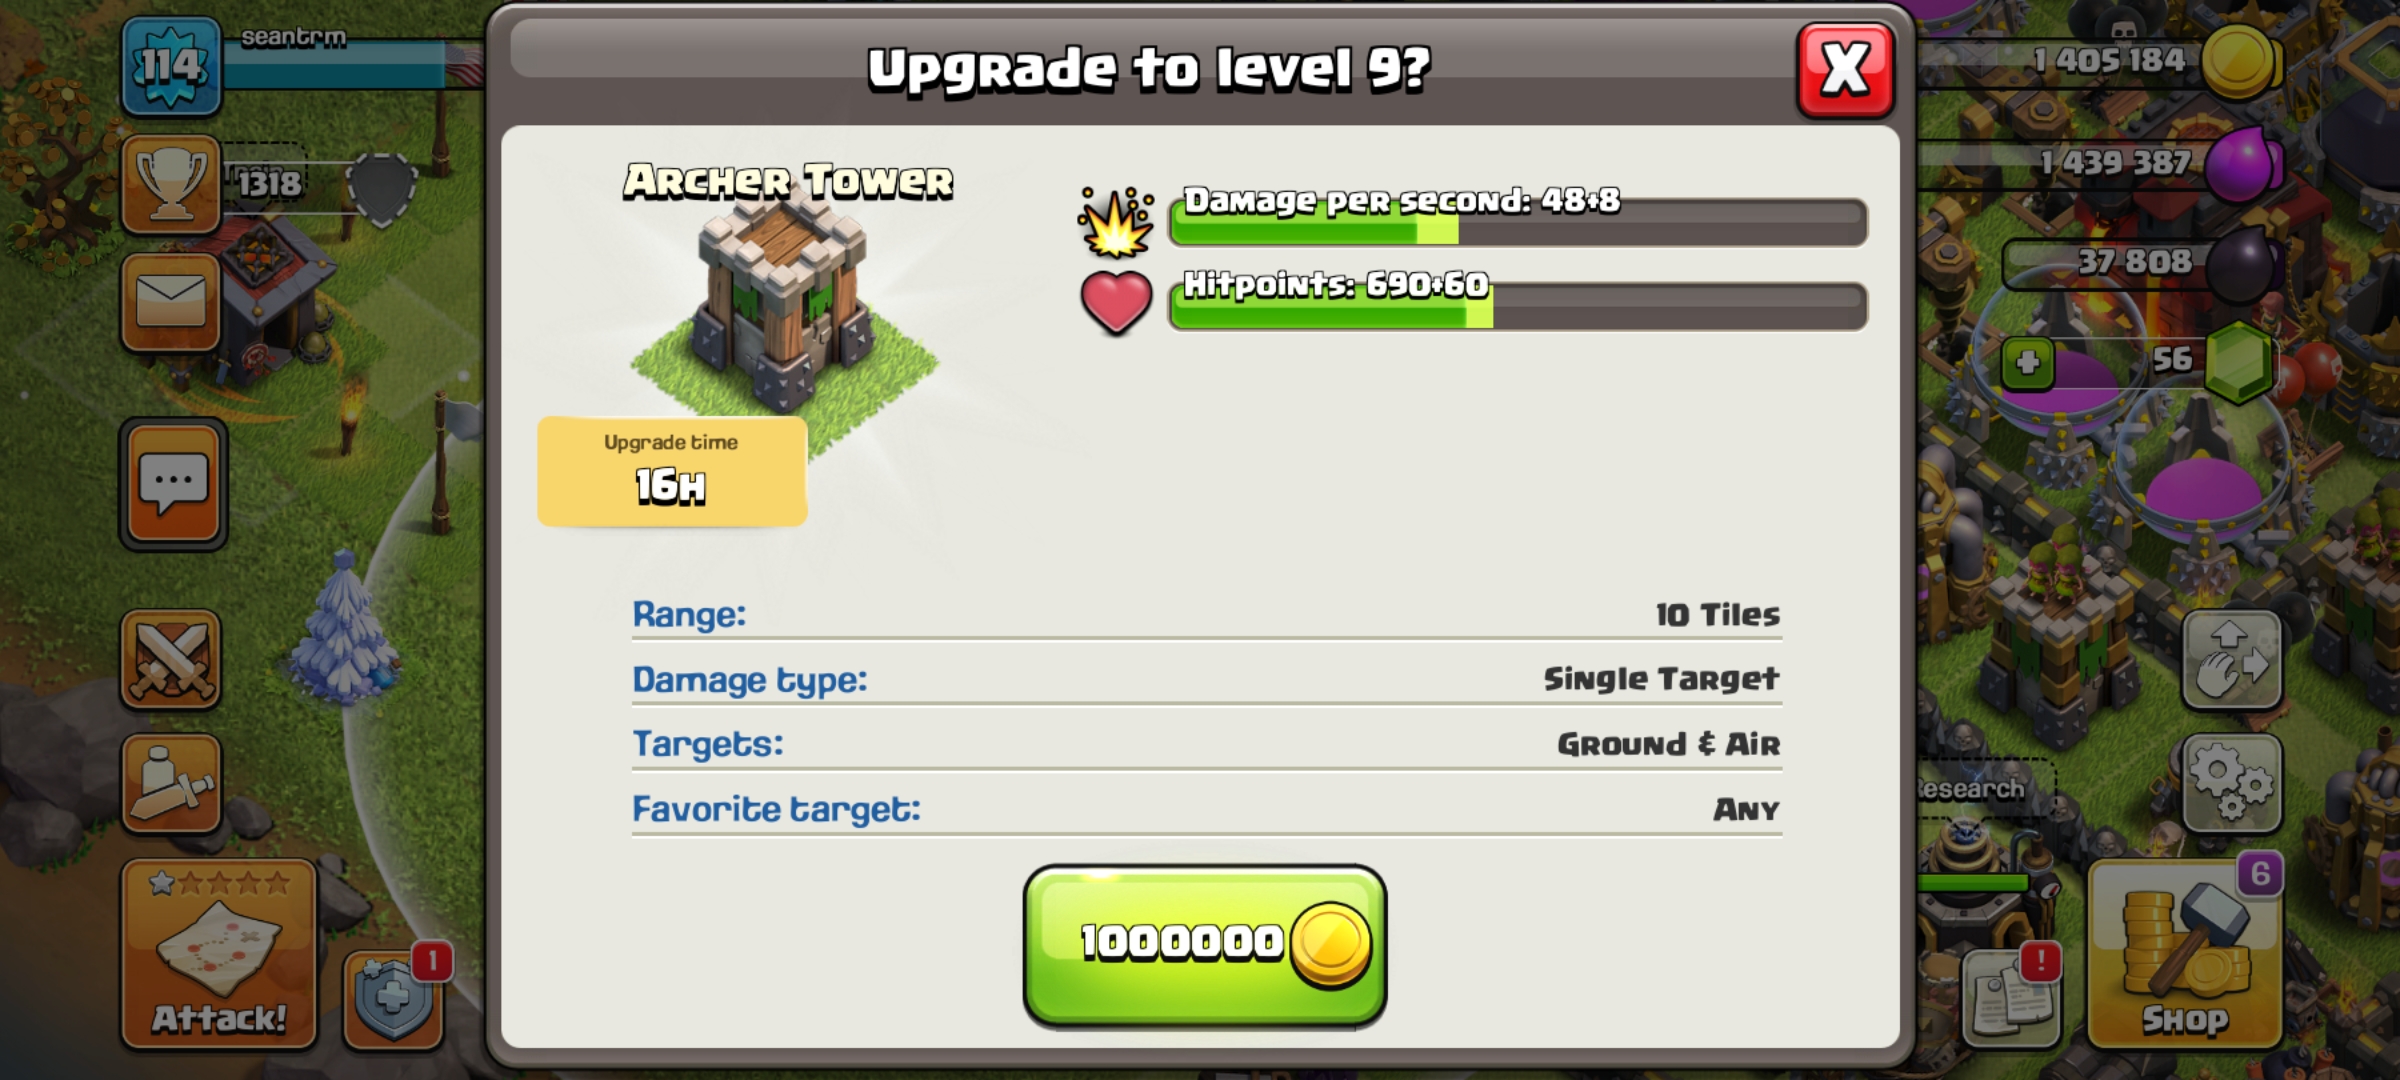 114
seantrm
1318
Upgrade to level 9?
X
1 405 184
1 439 387
37 808
56
Archer Tower
Damage per second: 48+8
Hitpoints: 690+60
Upgrade time
16H
Range: 10 Tiles
Damage type: Single Target
Targets: Ground & Air
Favorite target: Any
1000000
Attack!
1
esearch
!
6
Shop